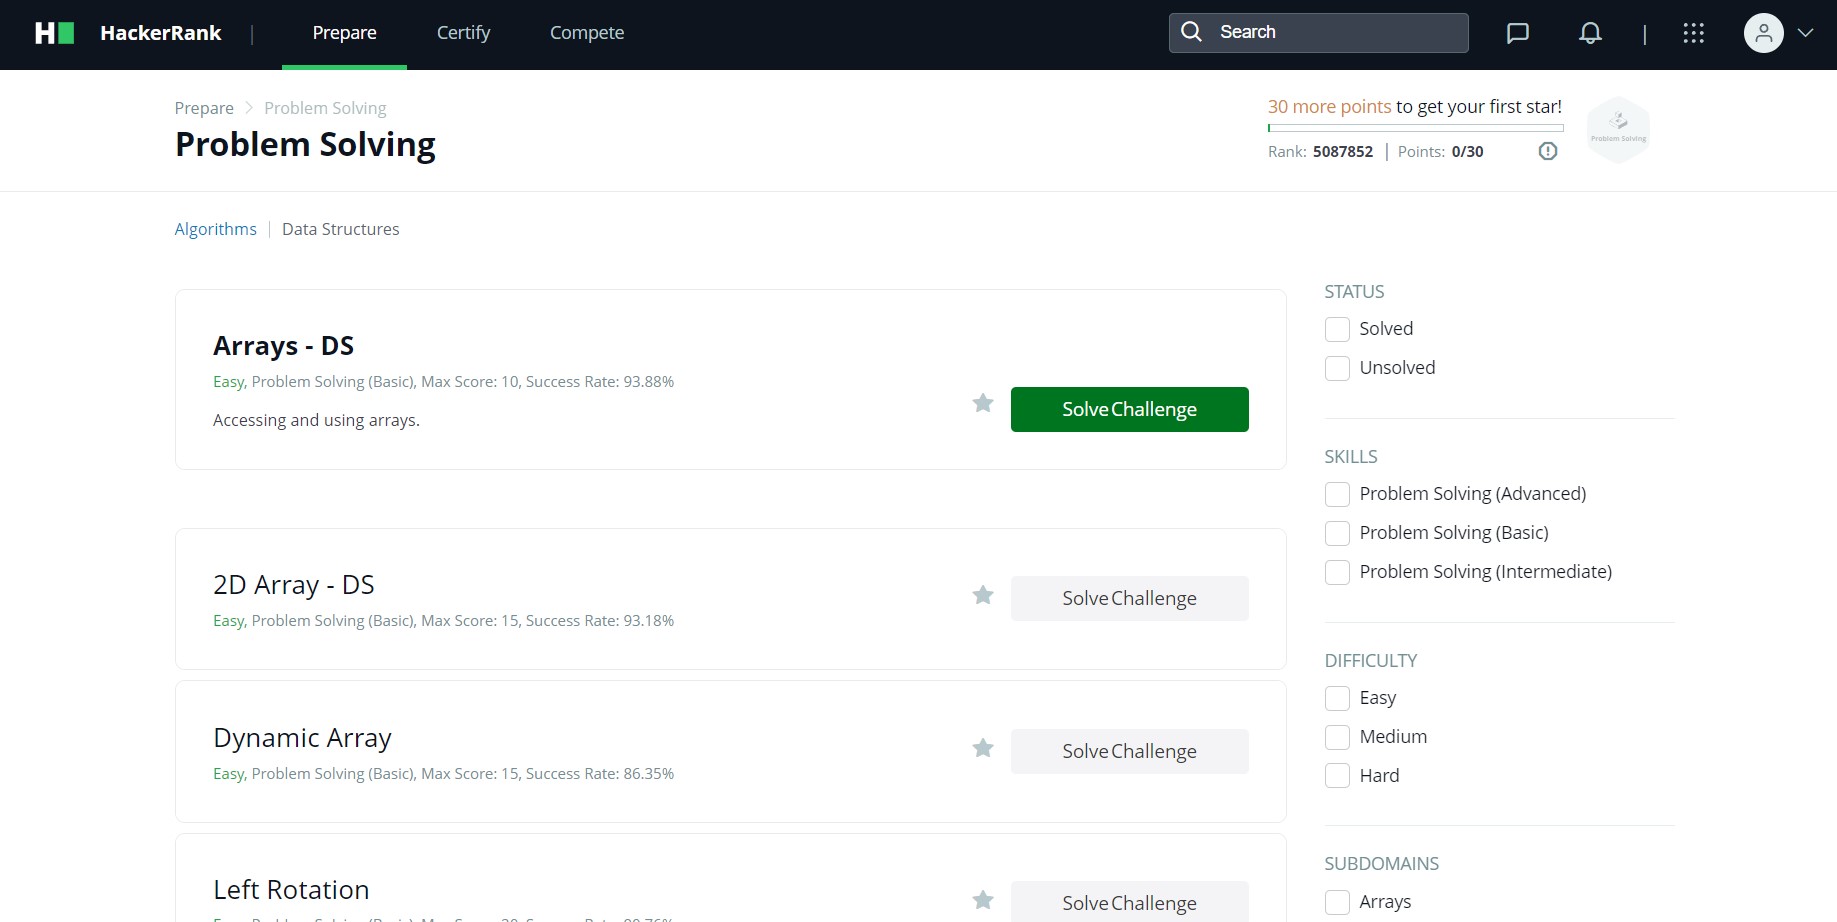 H
HackerRank | Prepare Certify Compete Search |
Prepare > Problem Solving
Problem Solving
30 more points to get your first star!
Rank: 5087852 | Points: 0/30
Problem Solving
Algorithms | Data Structures
Arrays - DS
Easy, Problem Solving (Basic), Max Score: 10, Success Rate: 93.88%
Accessing and using arrays.
Solve Challenge
2D Array - DS
Easy, Problem Solving (Basic), Max Score: 15, Success Rate: 93.18%
Solve Challenge
Dynamic Array
Easy, Problem Solving (Basic), Max Score: 15, Success Rate: 86.35%
Solve Challenge
Left Rotation
Solve Challenge
STATUS
Solved
Unsolved
SKILLS
Problem Solving (Advanced)
Problem Solving (Basic)
Problem Solving (Intermediate)
DIFFICULTY
Easy
Medium
Hard
SUBDOMAINS
Arrays